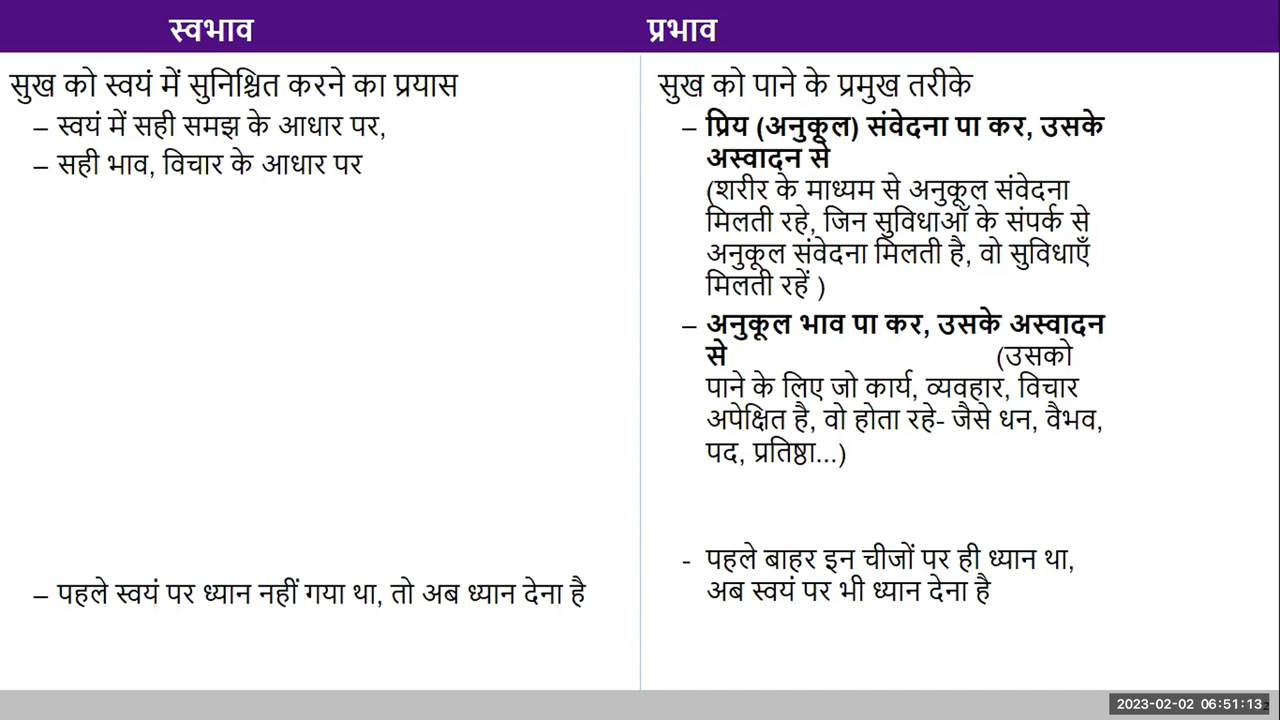 स्वभाव
सुख को स्वयं में सुनिश्चित करने का प्रयास
– स्वयं में सही समझ के आधार पर,
– सही भाव, विचार के आधार पर
– पहले स्वयं पर ध्यान नहीं गया था, तो अब ध्यान देना है
प्रभाव
सुख को पाने के प्रमुख तरीके
– प्रिय (अनुकूल) संवेदना पा कर, उसके
अस्वादन से
(शरीर के माध्यम से अनुकूल संवेदना
मिलती रहे, जिन सुविधाऑ के संपर्क से
अनुकूल संवेदना मिलती है, वो सुविधाएँ
मिलती रहें )
– अनुकूल भाव पा कर, उसके अस्वादन
से (उसको
पाने के लिए जो कार्य, व्यवहार, विचार
अपेक्षित है, वो होता रहे- जैसे धन, वैभव,
पद, प्रतिष्ठा...)
- पहले बाहर इन चीजों पर ही ध्यान था,
अब स्वयं पर भी ध्यान देना है
2023-02-02 06:51:13